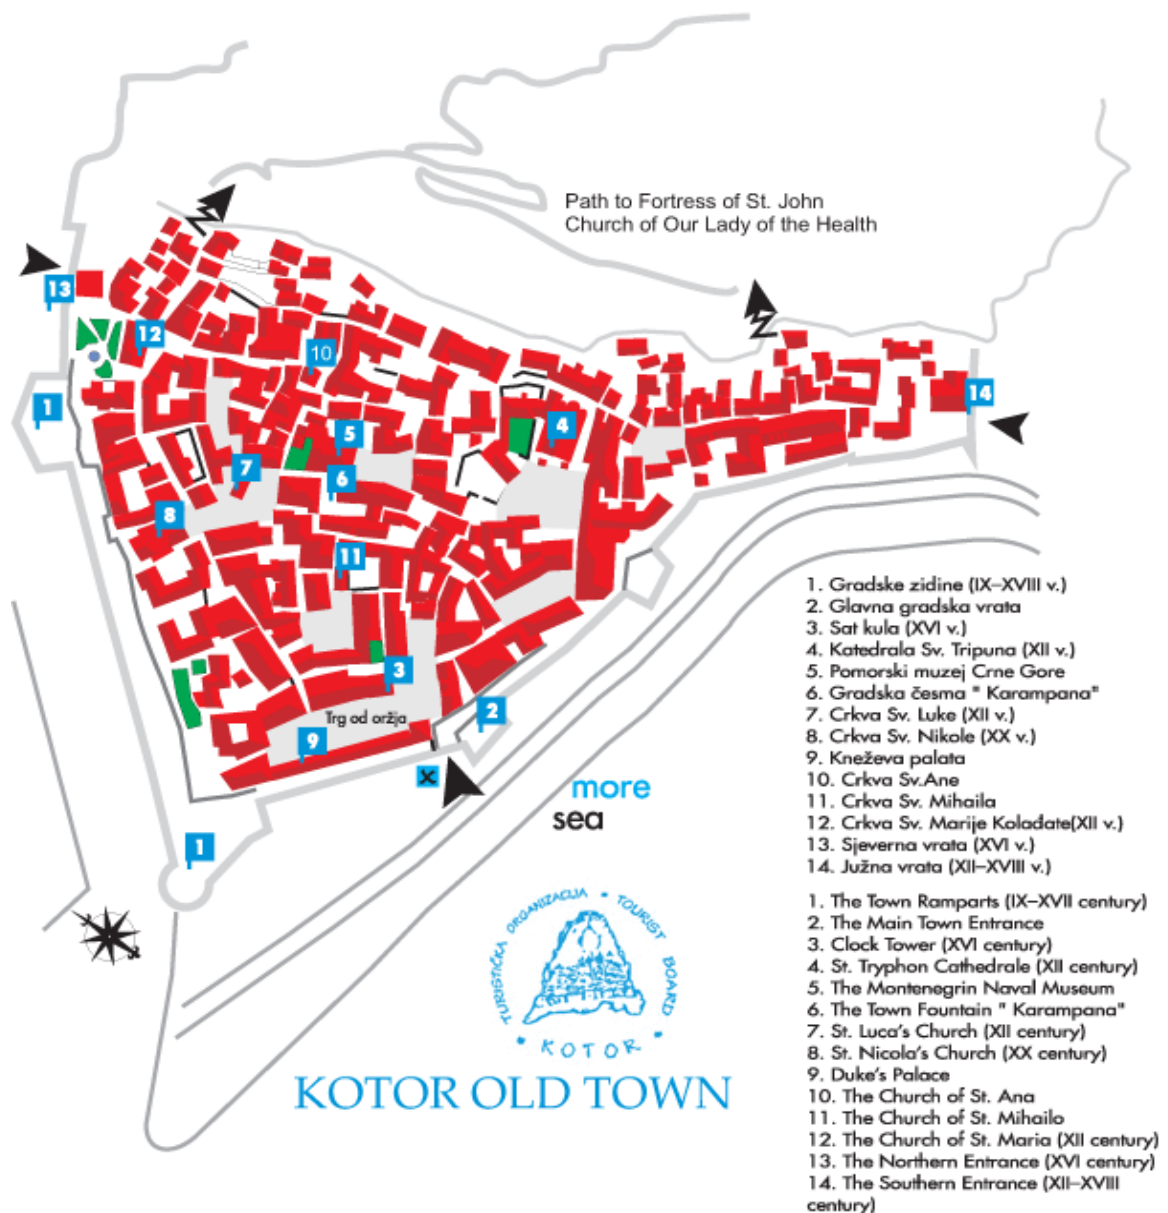 Path to Fortress of St. John
Church of Our Lady of the Health
13
12
10
1
14
4
5
7
6
8
11
3
2
Trg od oržja
9
more
sea
1
1. Gradske zidine (IX–XVIII v.)
2. Glavna gradska vrata
3. Sat kula (XVI v.)
4. Katedrala Sv. Tripuna (XII v.)
5. Pomorski muzej Crne Gore
6. Gradska česma " Karampana"
7. Crkva Sv. Luke (XII v.)
8. Crkva Sv. Nikole (XX v.)
9. Kneževa palata
10. Crkva Sv.Ane
11. Crkva Sv. Mihaila
12. Crkva Sv. Marije Kolađate(XII v.)
13. Sjeverna vrata (XVI v.)
14. Južna vrata (XII–XVIII v.)
1. The Town Ramparts (IX–XVII century)
2. The Main Town Entrance
3. Clock Tower (XVI century)
4. St. Tryphon Cathedrale (XII century)
5. The Montenegrin Naval Museum
6. The Town Fountain " Karampana"
7. St. Luca's Church (XII century)
8. St. Nicola's Church (XX century)
9. Duke's Palace
10. The Church of St. Ana
11. The Church of St. Mihailo
12. The Church of St. Maria (XII century)
13. The Northern Entrance (XVI century)
14. The Southern Entrance (XII–XVIII
century)
TURISTIČKA ORGANIZACIJA • TOURIST BOARD
• KOTOR •
KOTOR OLD TOWN